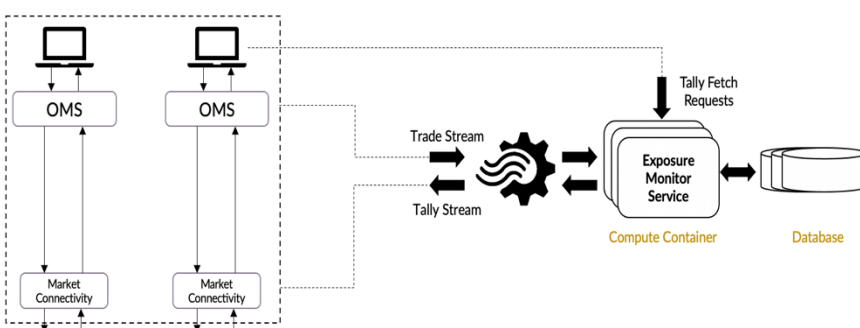 OMS
OMS
Tally Fetch
Requests
Trade Stream
Tally Stream
Exposure
Monitor
Service
Compute Container
Database
Market
Connectivity
Market
Connectivity